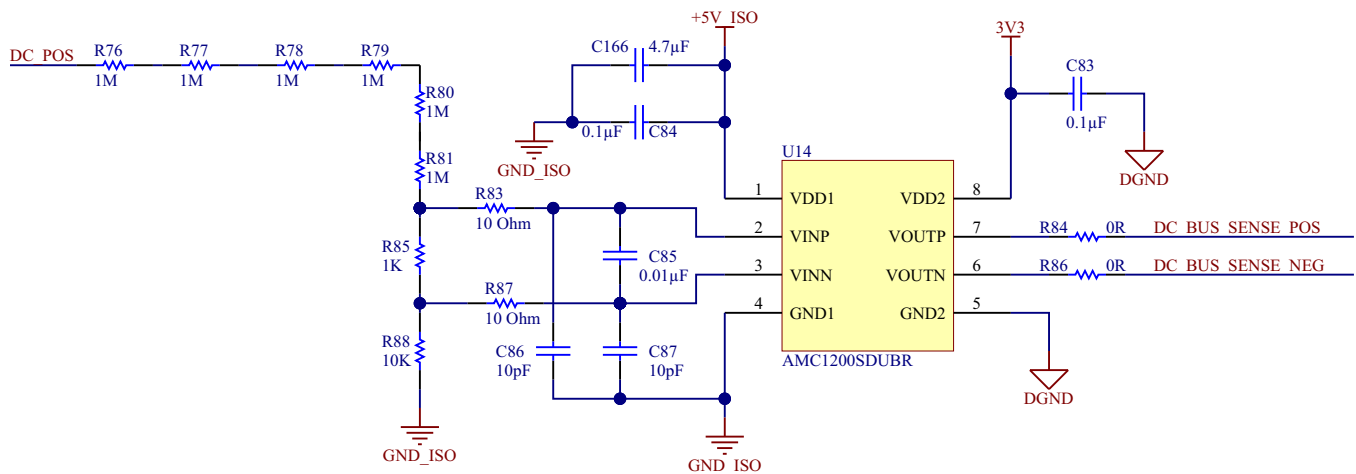 +5V_ISO
C166 4.7µF
3V3
DC_POS R76 R77 R78 R79
1M 1M 1M 1M
C83
0.1µF
R80
1M
0.1µF C84
GND_ISO
U14
DGND
R81
1M
R83
10 Ohm
1 VDD1 VDD2 8
2 VINP VOUTP 7 R84 0R DC_BUS_SENSE_POS
R85
1K
C85
0.01µF
3 VINN VOUTN 6 R86 0R DC_BUS_SENSE_NEG
R87
10 Ohm
4 GND1 GND2 5
R88
10K
C86
10pF
C87
10pF
AMC1200SDUBR
DGND
GND_ISO
GND_ISO